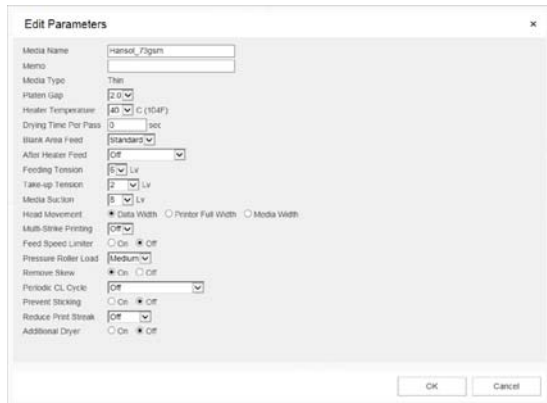 Edit Parameters ×
Media Name Hansol_73gsm
Memo
Media Type Thin
Platen Gap 2.0
Heater Temperature 40 C (104F)
Drying Time Per Pass 0 sec
Blank Area Feed Standard
After Heater Feed Off
Feeding Tension 6 Lv
Take-up Tension 2 Lv
Media Suction 8 Lv
Head Movement Data Width Printer Full Width Media Width
Multi-Strike Printing Off
Feed Speed Limiter On Off
Pressure Roller Load Medium
Remove Skew On Off
Periodic CL Cycle Off
Prevent Sticking On Off
Reduce Print Streak Off
Additional Dryer On Off
OK Cancel